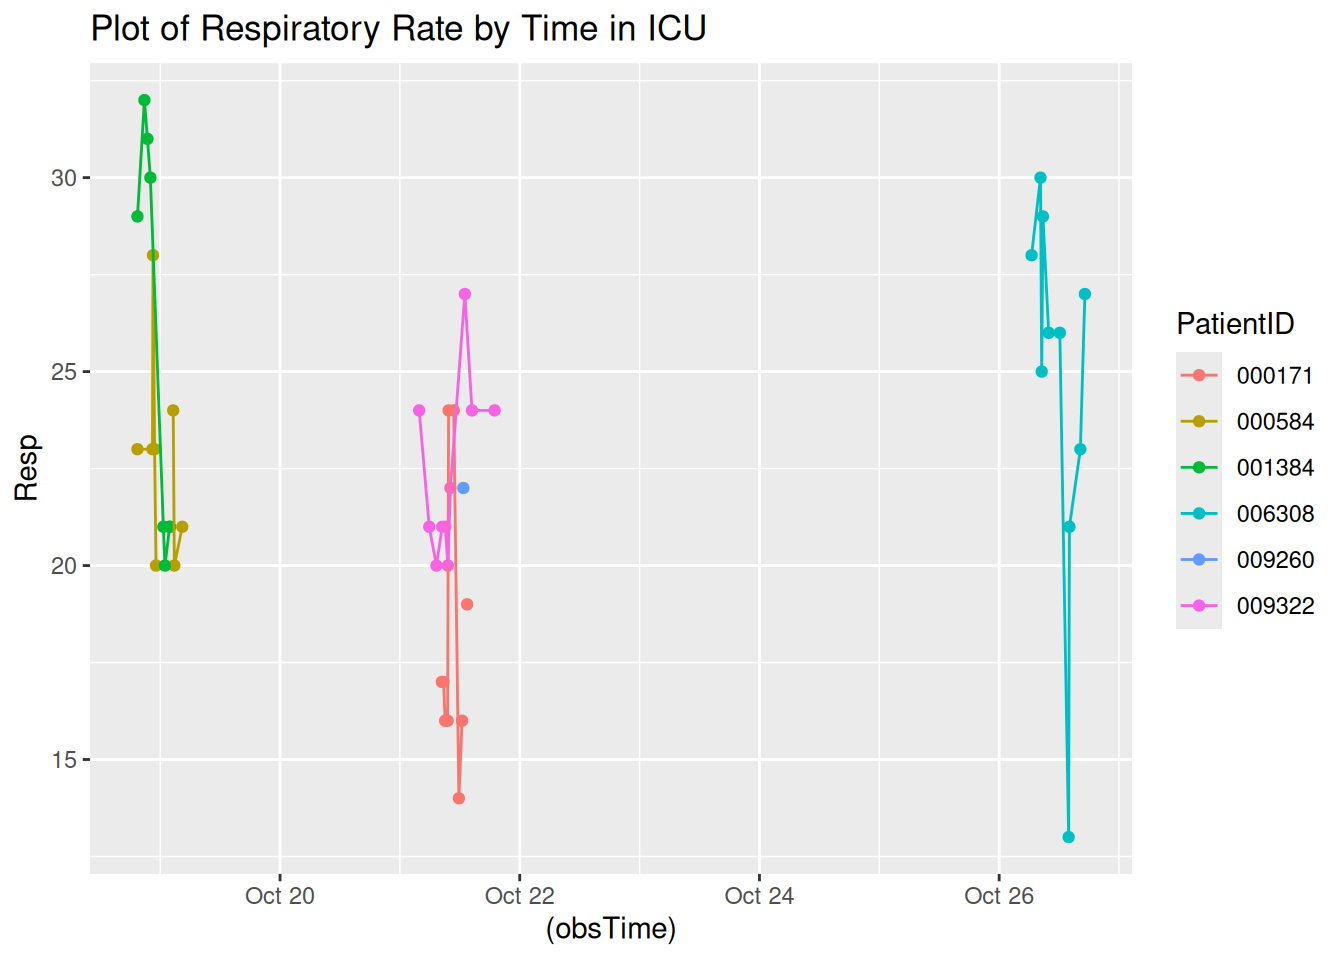 Plot of Respiratory Rate by Time in ICU
Resp
30
25
20
15
Oct 20
Oct 22
Oct 24
Oct 26
(obsTime)
PatientID
000171
000584
001384
006308
009260
009322